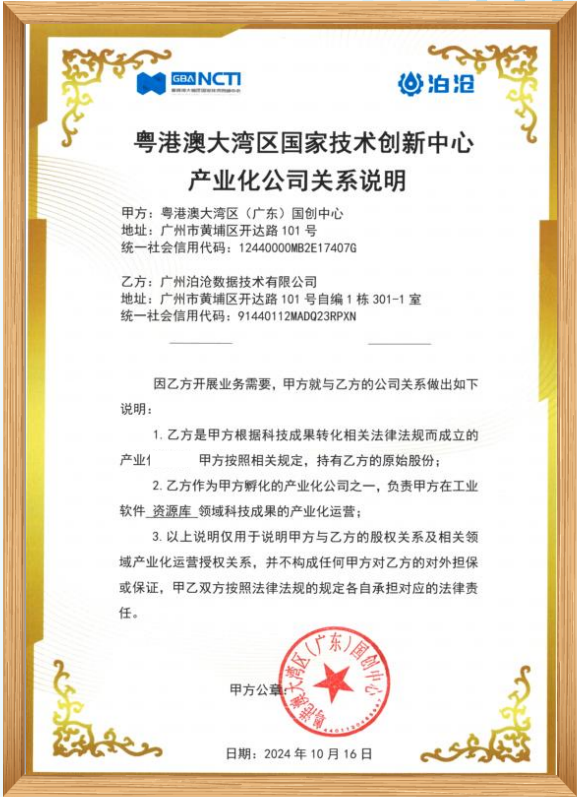 GBA NCTI
泊沧
粤港澳大湾区国家技术创新中心
产业化公司关系说明
甲方：粤港澳大湾区（广东）国创中心
地址：广州市黄埔区开达路 101 号
统一社会信用代码：12440000MB2E17407G
乙方：广州泊沧数据技术有限公司
地址：广州市黄埔区开达路 101 号自编 1 栋 301-1 室
统一社会信用代码：91440112MADQ23RPXN
因乙方开展业务需要，甲方就与乙方的公司关系做出如下
说明：
1. 乙方是甲方根据科技成果转化相关法律法规而成立的
产业 甲方按照相关规定，持有乙方的原始股份；
2. 乙方作为甲方孵化的产业化公司之一，负责甲方在工业
软件 资源库 领域科技成果的产业化运营；
3. 以上说明仅用于说明甲方与乙方的股权关系及相关领
域产业化运营授权关系，并不构成任何甲方对乙方的对外担保
或保证，甲乙双方按照法律法规的规定各自承担对应的法律责
任。
甲方公章：
粤港澳大湾区（广东）国创中心
日期：2024 年 10 月 16 日